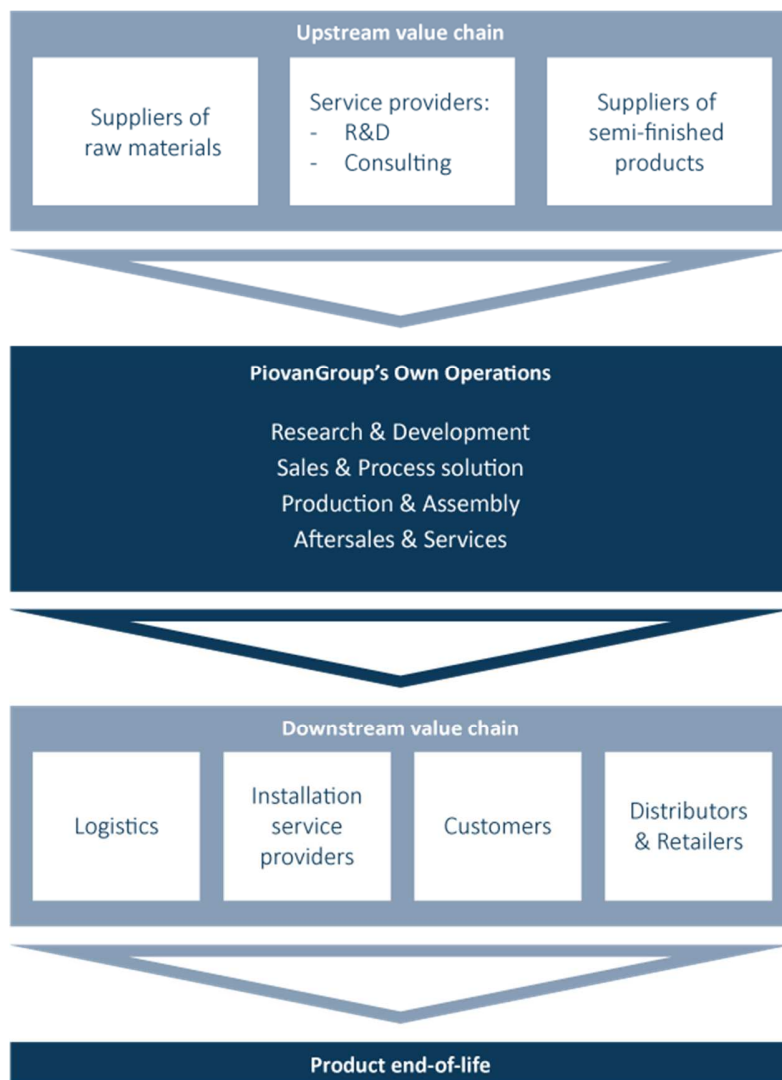 Upstream value chain
Suppliers of
raw materials
Service providers:
- R&D
- Consulting
Suppliers of
semi-finished
products
PiovanGroup’s Own Operations
Research & Development
Sales & Process solution
Production & Assembly
Aftersales & Services
Downstream value chain
Logistics
Installation
service
providers
Customers
Distributors
& Retailers
Product end-of-life